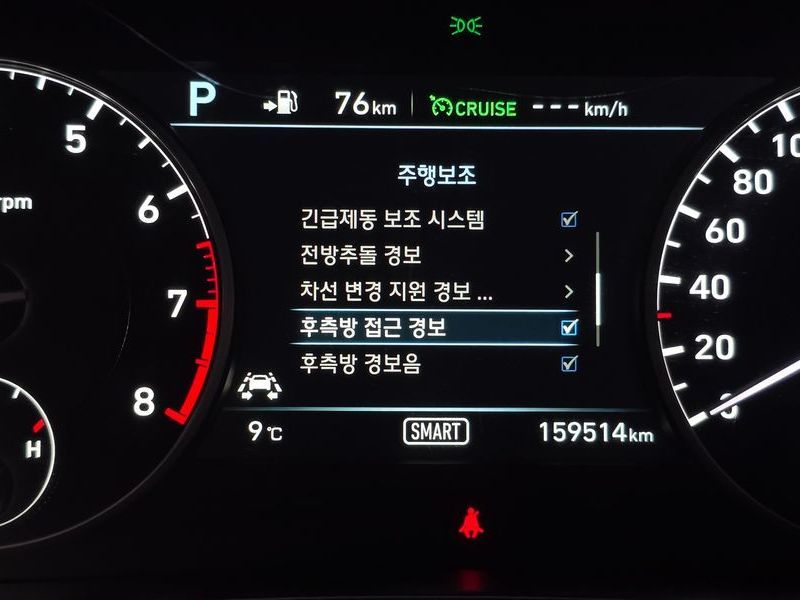 P 76km CRUISE --- km/h
주행보조
긴급제동 보조 시스템
전방추돌 경보 >
차선 변경 지원 경보 ... >
후측방 접근 경보
후측방 경보음
9℃ SMART 159514km
5
6
7
8
rpm
H
100
80
60
40
20
0